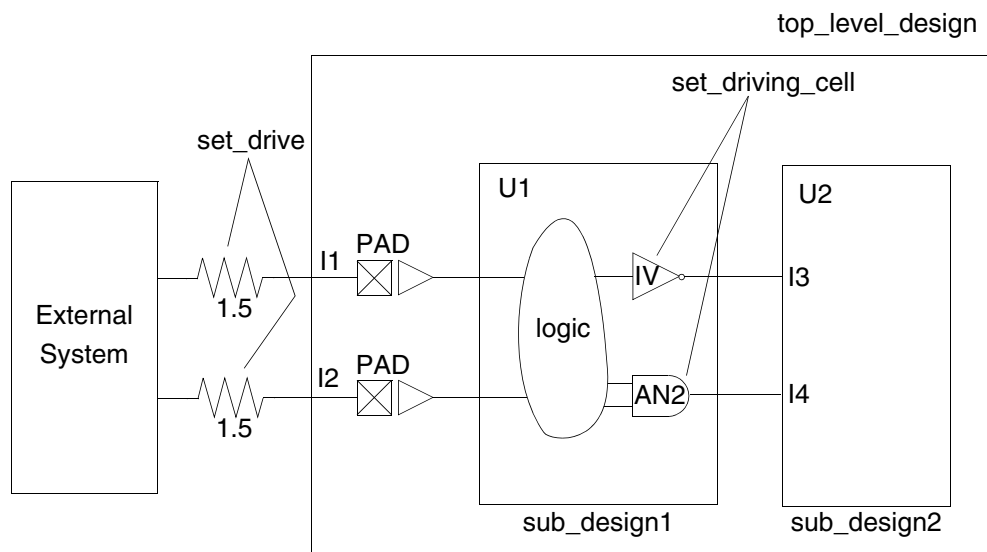 top_level_design
set_driving_cell
set_drive
U1
U2
I1
PAD
1.5
IV
I3
External
System
logic
I2
PAD
1.5
AN2
I4
sub_design1
sub_design2